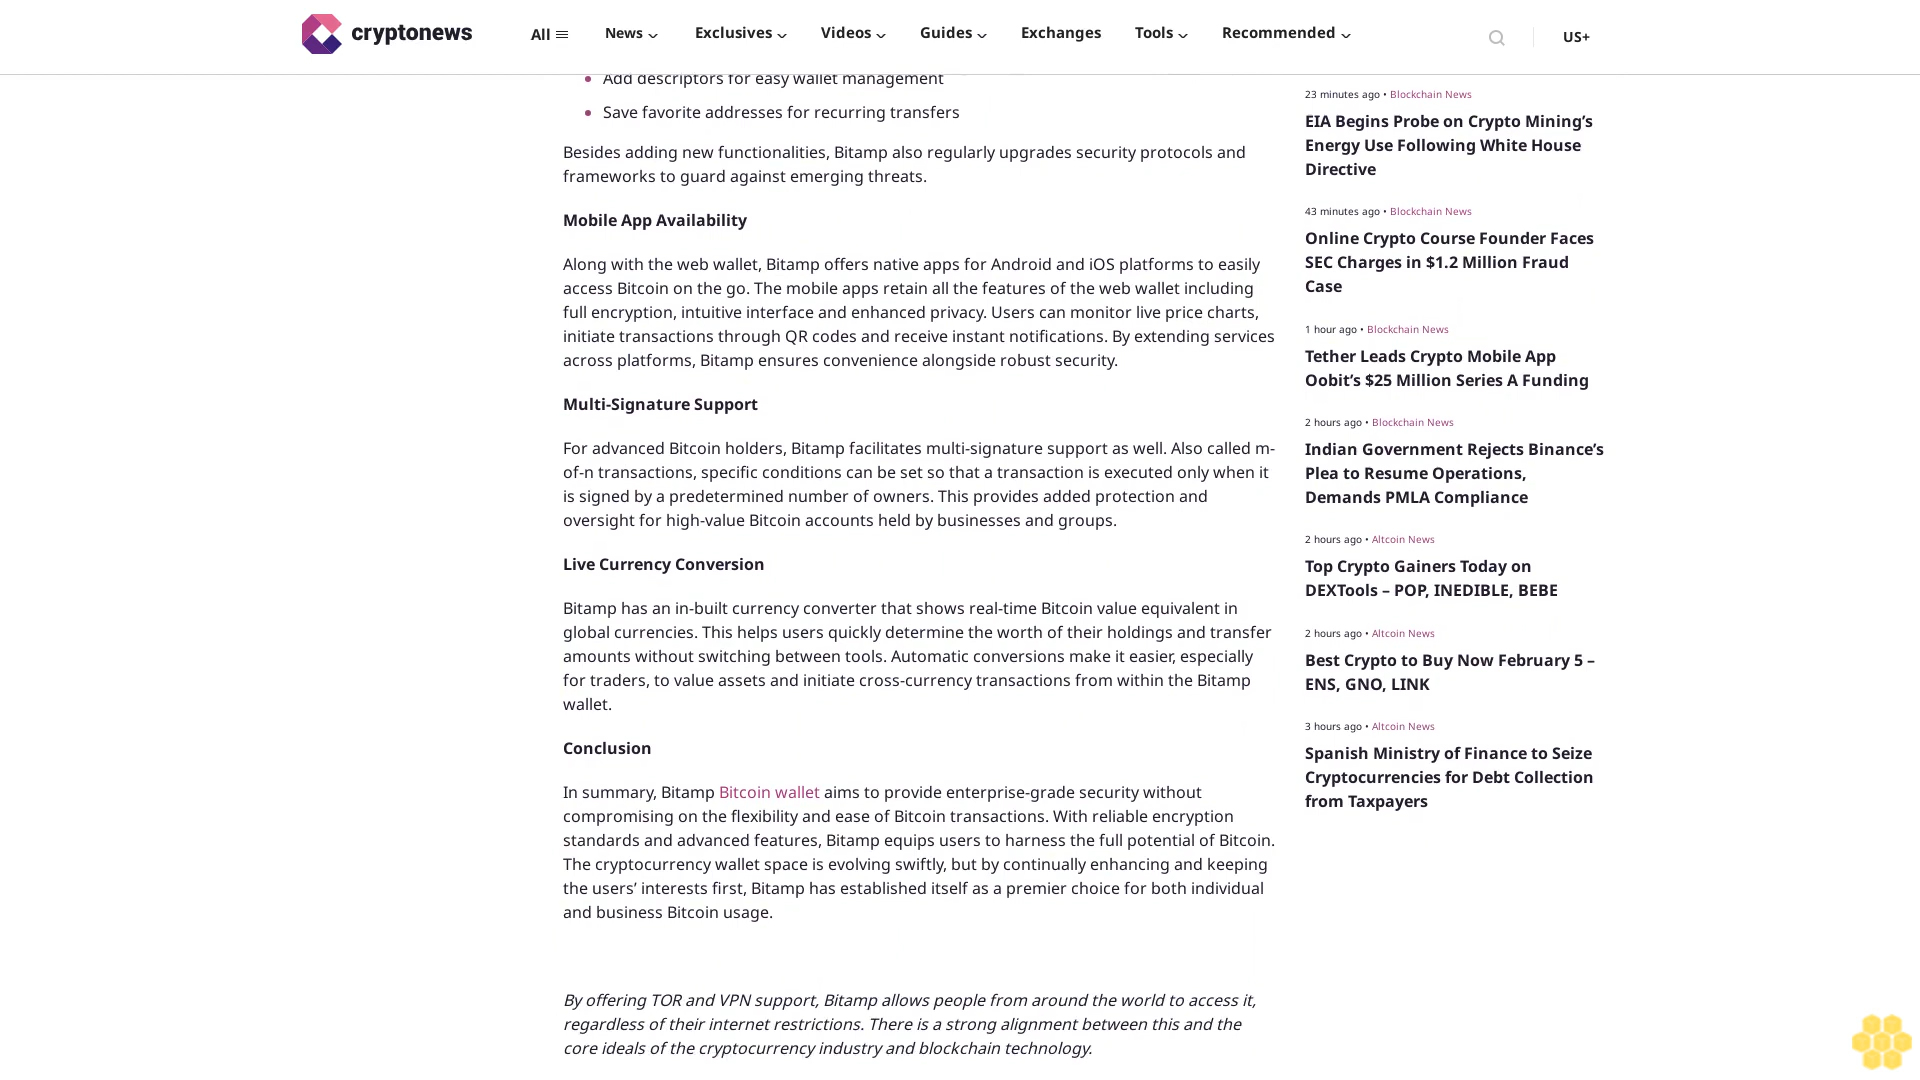 cryptonews
All
News
Exclusives
Videos
Guides
Exchanges
Tools
Recommended
US+
Add descriptors for easy wallet management
Save favorite addresses for recurring transfers
Besides adding new functionalities, Bitamp also regularly upgrades security protocols and
frameworks to guard against emerging threats.
Mobile App Availability
Along with the web wallet, Bitamp offers native apps for Android and iOS platforms to easily
access Bitcoin on the go. The mobile apps retain all the features of the web wallet including
full encryption, intuitive interface and enhanced privacy. Users can monitor live price charts,
initiate transactions through QR codes and receive instant notifications. By extending services
across platforms, Bitamp ensures convenience alongside robust security.
Multi-Signature Support
For advanced Bitcoin holders, Bitamp facilitates multi-signature support as well. Also called m-
of-n transactions, specific conditions can be set so that a transaction is executed only when it
is signed by a predetermined number of owners. This provides added protection and
oversight for high-value Bitcoin accounts held by businesses and groups.
Live Currency Conversion
Bitamp has an in-built currency converter that shows real-time Bitcoin value equivalent in
global currencies. This helps users quickly determine the worth of their holdings and transfer
amounts without switching between tools. Automatic conversions make it easier, especially
for traders, to value assets and initiate cross-currency transactions from within the Bitamp
wallet.
Conclusion
In summary, Bitamp Bitcoin wallet aims to provide enterprise-grade security without
compromising on the flexibility and ease of Bitcoin transactions. With reliable encryption
standards and advanced features, Bitamp equips users to harness the full potential of Bitcoin.
The cryptocurrency wallet space is evolving swiftly, but by continually enhancing and keeping
the users’ interests first, Bitamp has established itself as a premier choice for both individual
and business Bitcoin usage.
By offering TOR and VPN support, Bitamp allows people from around the world to access it,
regardless of their internet restrictions. There is a strong alignment between this and the
core ideals of the cryptocurrency industry and blockchain technology.
23 minutes ago • Blockchain News
EIA Begins Probe on Crypto Mining’s
Energy Use Following White House
Directive
43 minutes ago • Blockchain News
Online Crypto Course Founder Faces
SEC Charges in $1.2 Million Fraud
Case
1 hour ago • Blockchain News
Tether Leads Crypto Mobile App
Oobit’s $25 Million Series A Funding
2 hours ago • Blockchain News
Indian Government Rejects Binance’s
Plea to Resume Operations,
Demands PMLA Compliance
2 hours ago • Altcoin News
Top Crypto Gainers Today on
DEXTools – POP, INEDIBLE, BEBE
2 hours ago • Altcoin News
Best Crypto to Buy Now February 5 –
ENS, GNO, LINK
3 hours ago • Altcoin News
Spanish Ministry of Finance to Seize
Cryptocurrencies for Debt Collection
from Taxpayers